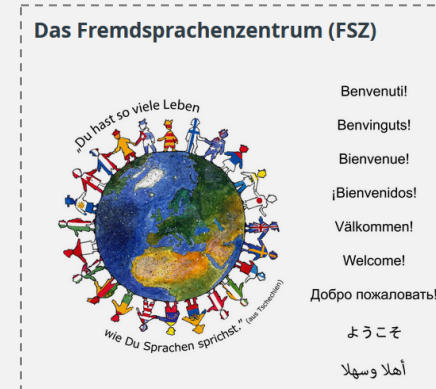 Das Fremdsprachenzentrum (FSZ)
„Du hast so viele Leben
wie Du Sprachen sprichst.“ (aus Tschechien)
Benvenuti!
Benvinguts!
Bienvenue!
¡Bienvenidos!
Välkommen!
Welcome!
Добро пожаловать!
ようこそ
أهلا وسهلا